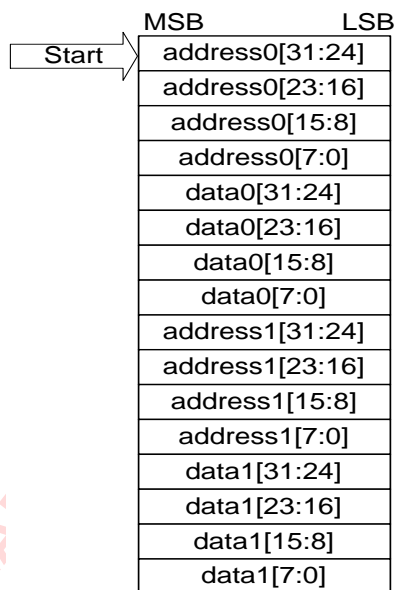 MSB LSB
Start address0[31:24]
address0[23:16]
address0[15:8]
address0[7:0]
data0[31:24]
data0[23:16]
data0[15:8]
data0[7:0]
address1[31:24]
address1[23:16]
address1[15:8]
address1[7:0]
data1[31:24]
data1[23:16]
data1[15:8]
data1[7:0]